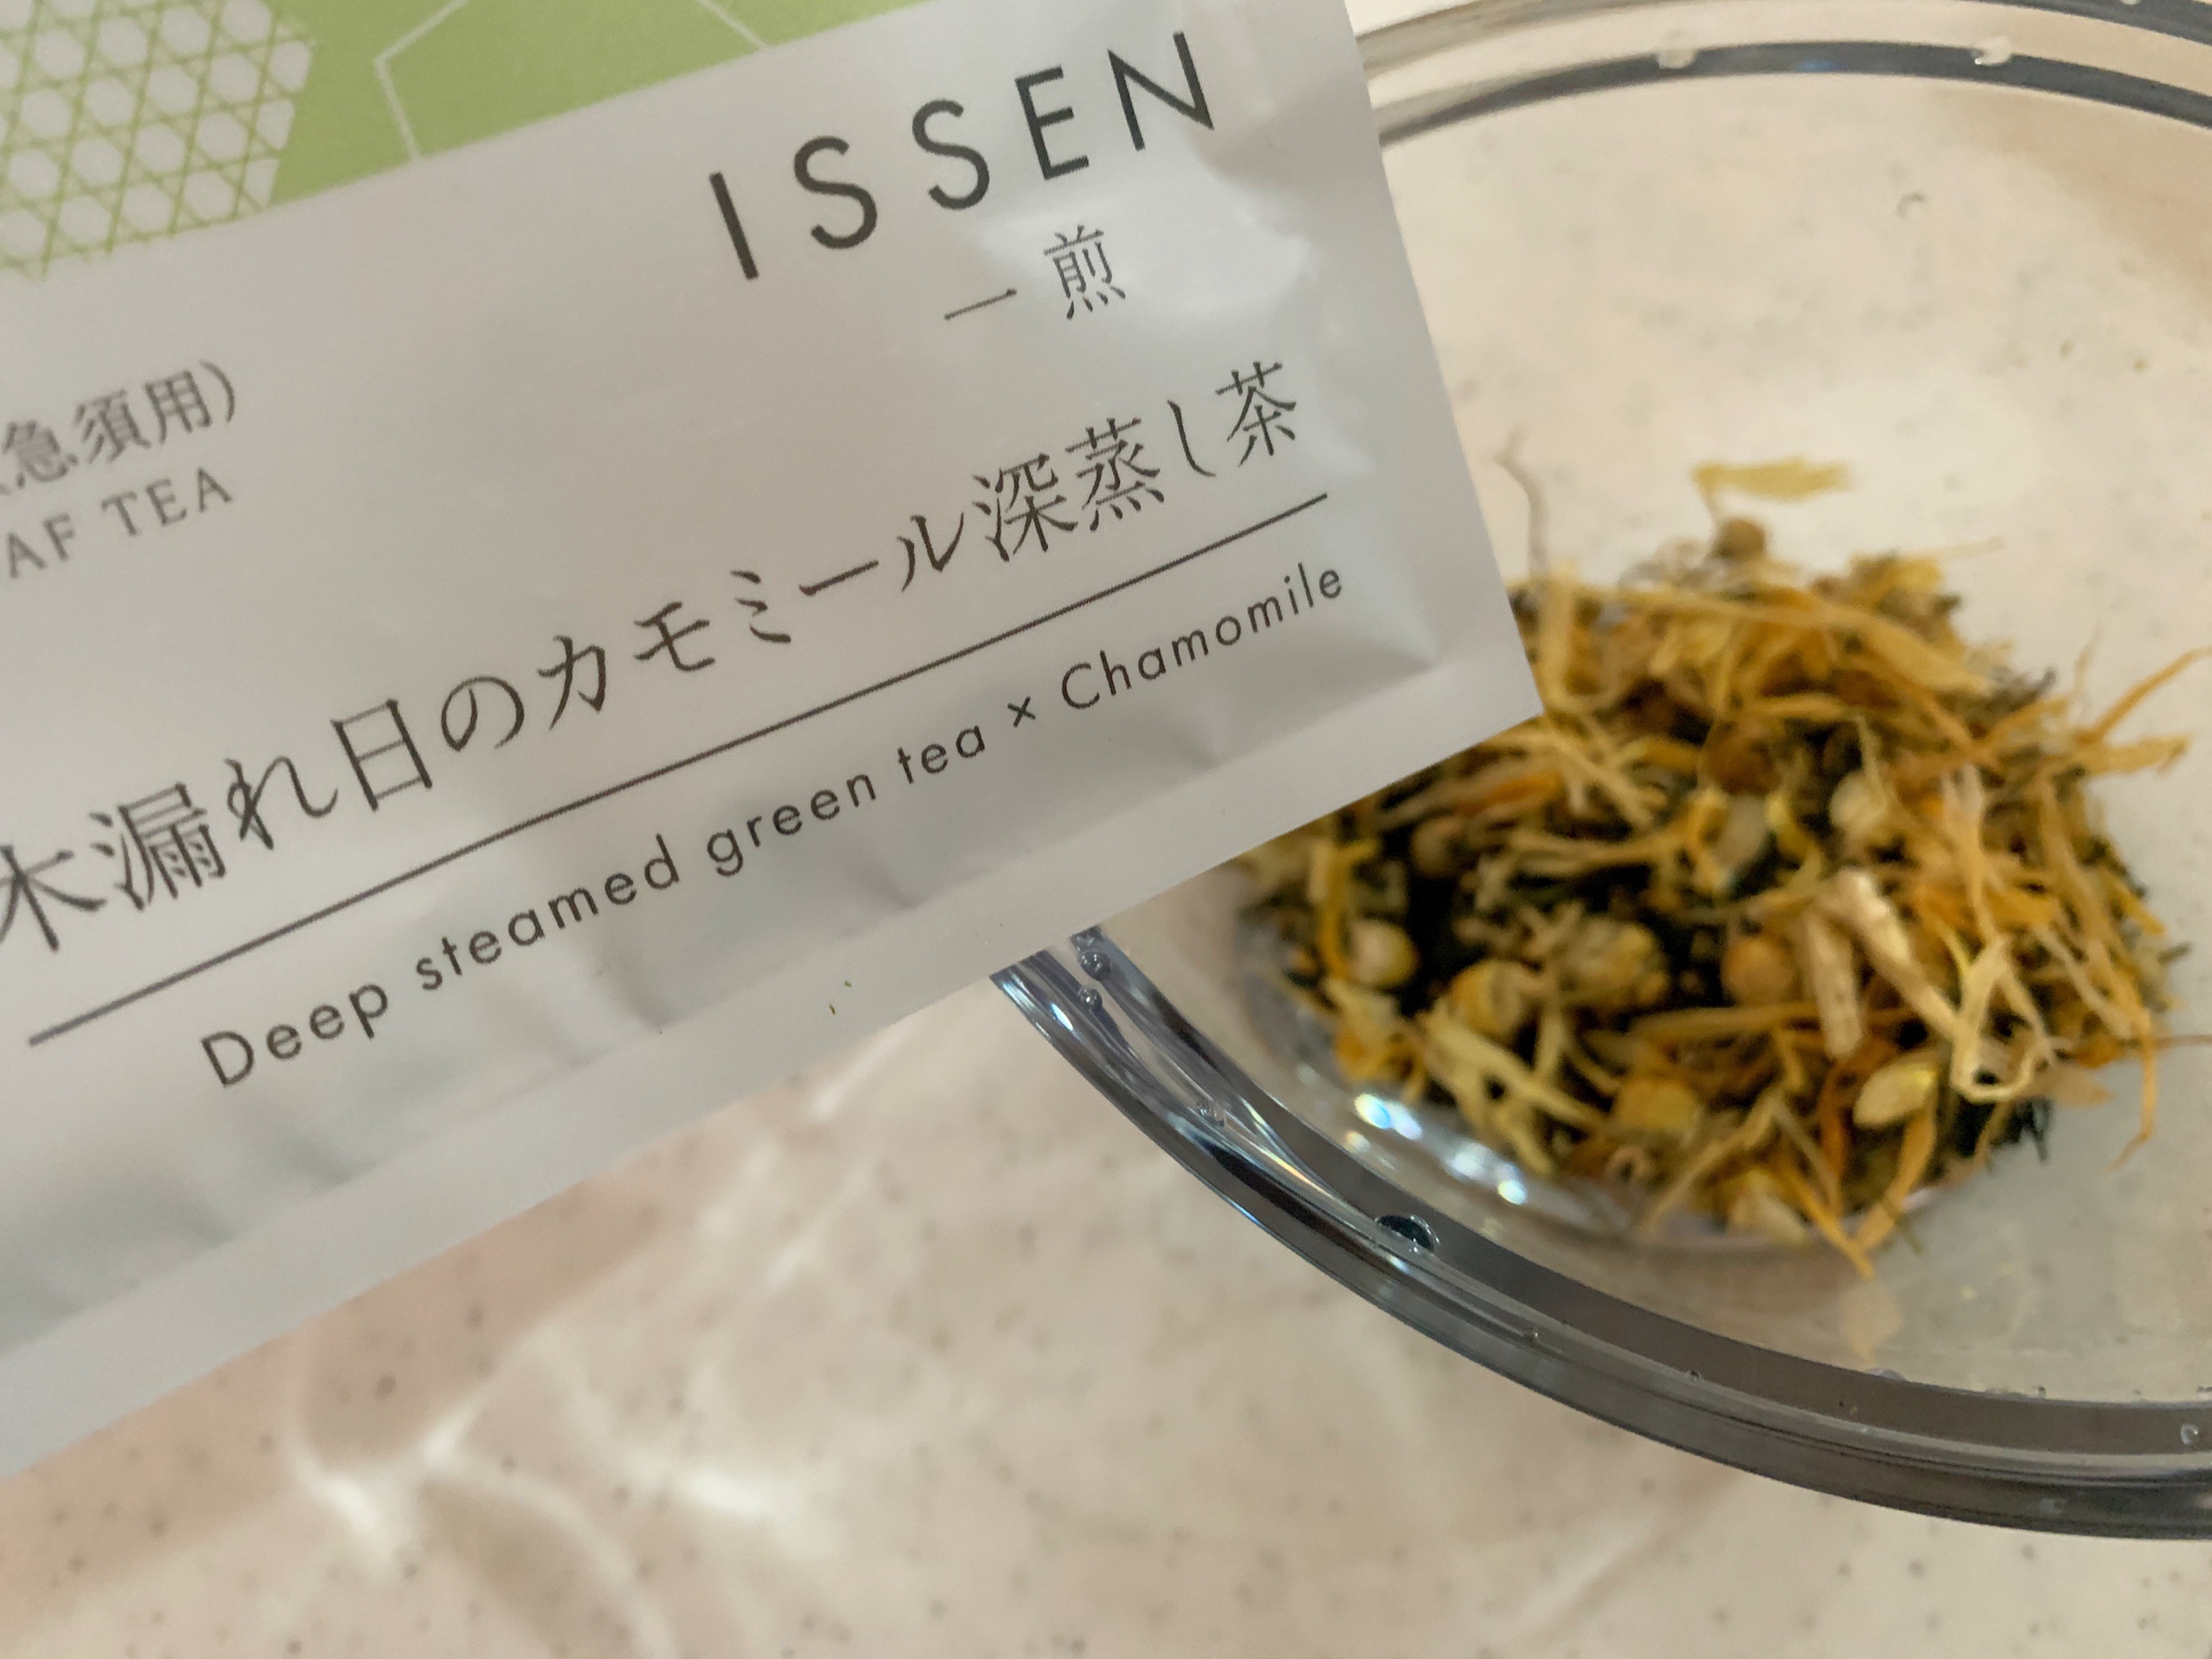 ISSEN
一煎
急須用）
AF TEA
木漏れ日のカモミール深蒸し茶
Deep steamed green tea × Chamomile